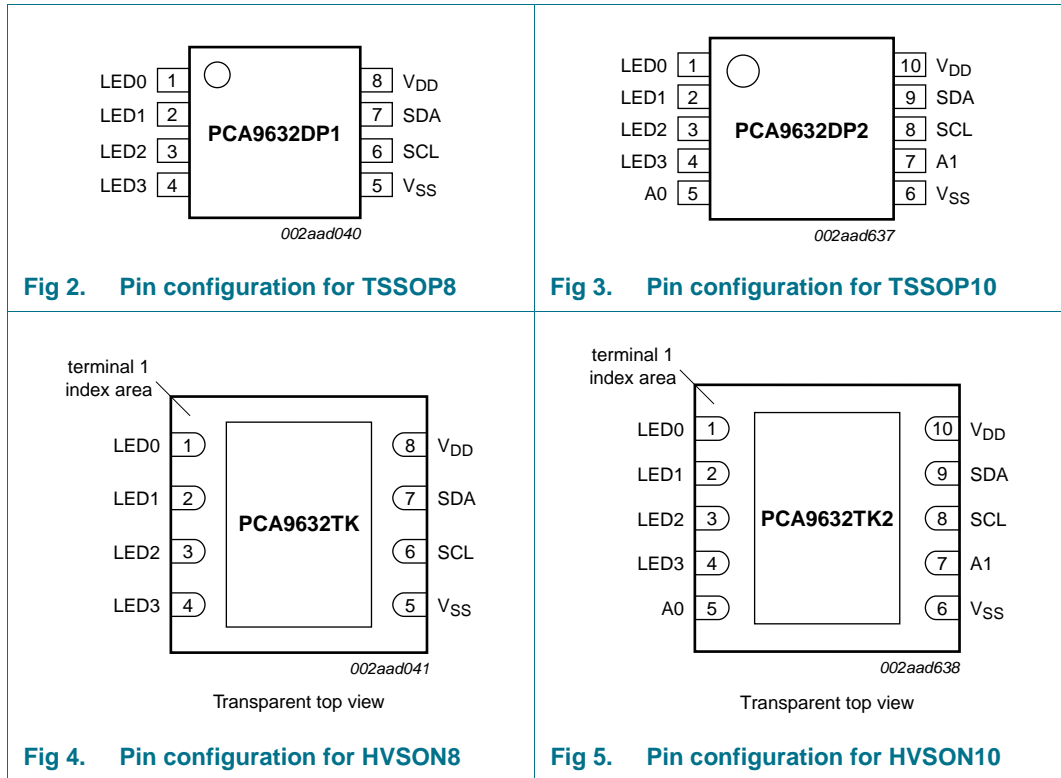 LED0 1 8 VDD
LED1 2 7 SDA
PCA9632DP1
LED2 3 6 SCL
LED3 4 5 VSS
002aad040
Fig 2. Pin configuration for TSSOP8
LED0 1 10 VDD
LED1 2 9 SDA
LED2 3 8 SCL
PCA9632DP2
LED3 4 7 A1
A0 5 6 VSS
002aad637
Fig 3. Pin configuration for TSSOP10
terminal 1
index area
LED0 1 8 VDD
LED1 2 7 SDA
PCA9632TK
LED2 3 6 SCL
LED3 4 5 VSS
002aad041
Transparent top view
Fig 4. Pin configuration for HVSON8
terminal 1
index area
LED0 1 10 VDD
LED1 2 9 SDA
LED2 3 PCA9632TK2 8 SCL
LED3 4 7 A1
A0 5 6 VSS
002aad638
Transparent top view
Fig 5. Pin configuration for HVSON10